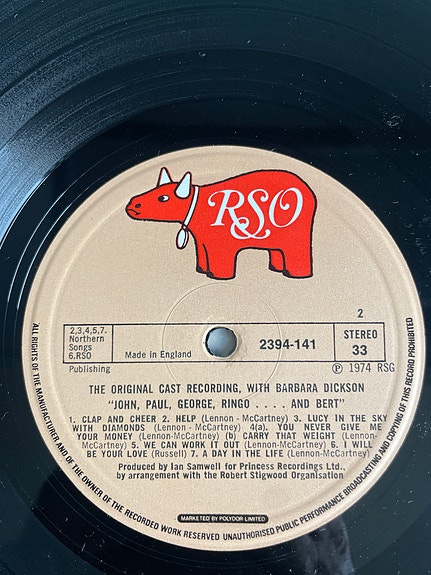 RSO
2
2,3,4,5,7.
Northern
Songs
6.RSO
Made in England
2394-141
STEREO
33
Publishing
℗ 1974 RSG
THE ORIGINAL CAST RECORDING, WITH BARBARA DICKSON
"JOHN, PAUL, GEORGE, RINGO . . . . AND BERT"
1. CLAP AND CHEER 2. HELP (Lennon - McCartney) 3. LUCY IN THE SKY
WITH DIAMONDS (Lennon - McCartney) 4(a). YOU NEVER GIVE ME
YOUR MONEY (Lennon - McCartney) (b) CARRY THAT WEIGHT (Lennon -
McCartney) 5. WE CAN WORK IT OUT (Lennon - McCartney) 6. I WILL
BE YOUR LOVE (Russell) 7. A DAY IN THE LIFE (Lennon - McCartney)
Produced by Ian Samwell for Princess Recordings Ltd.,
by arrangement with the Robert Stigwood Organisation
MARKETED BY POLYDOR LIMITED
ALL RIGHTS OF THE MANUFACTURER AND OF THE OWNER OF THE RECORDED WORK RESERVED UNAUTHORISED PUBLIC PERFORMANCE BROADCASTING AND COPYING OF THIS RECORD PROHIBITED